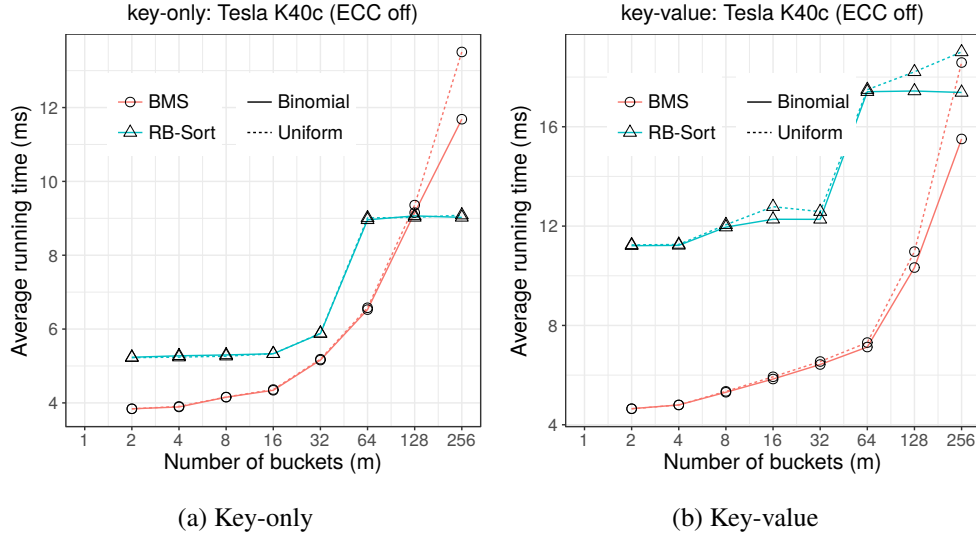 key-only: Tesla K40c (ECC off)
12
10
8
6
4
Average running time (ms)
BMS
RB-Sort
Binomial
Uniform
1 2 4 8 16 32 64 128 256
Number of buckets (m)
(a) Key-only
key-value: Tesla K40c (ECC off)
16
12
8
4
Average running time (ms)
BMS
RB-Sort
Binomial
Uniform
1 2 4 8 16 32 64 128 256
Number of buckets (m)
(b) Key-value